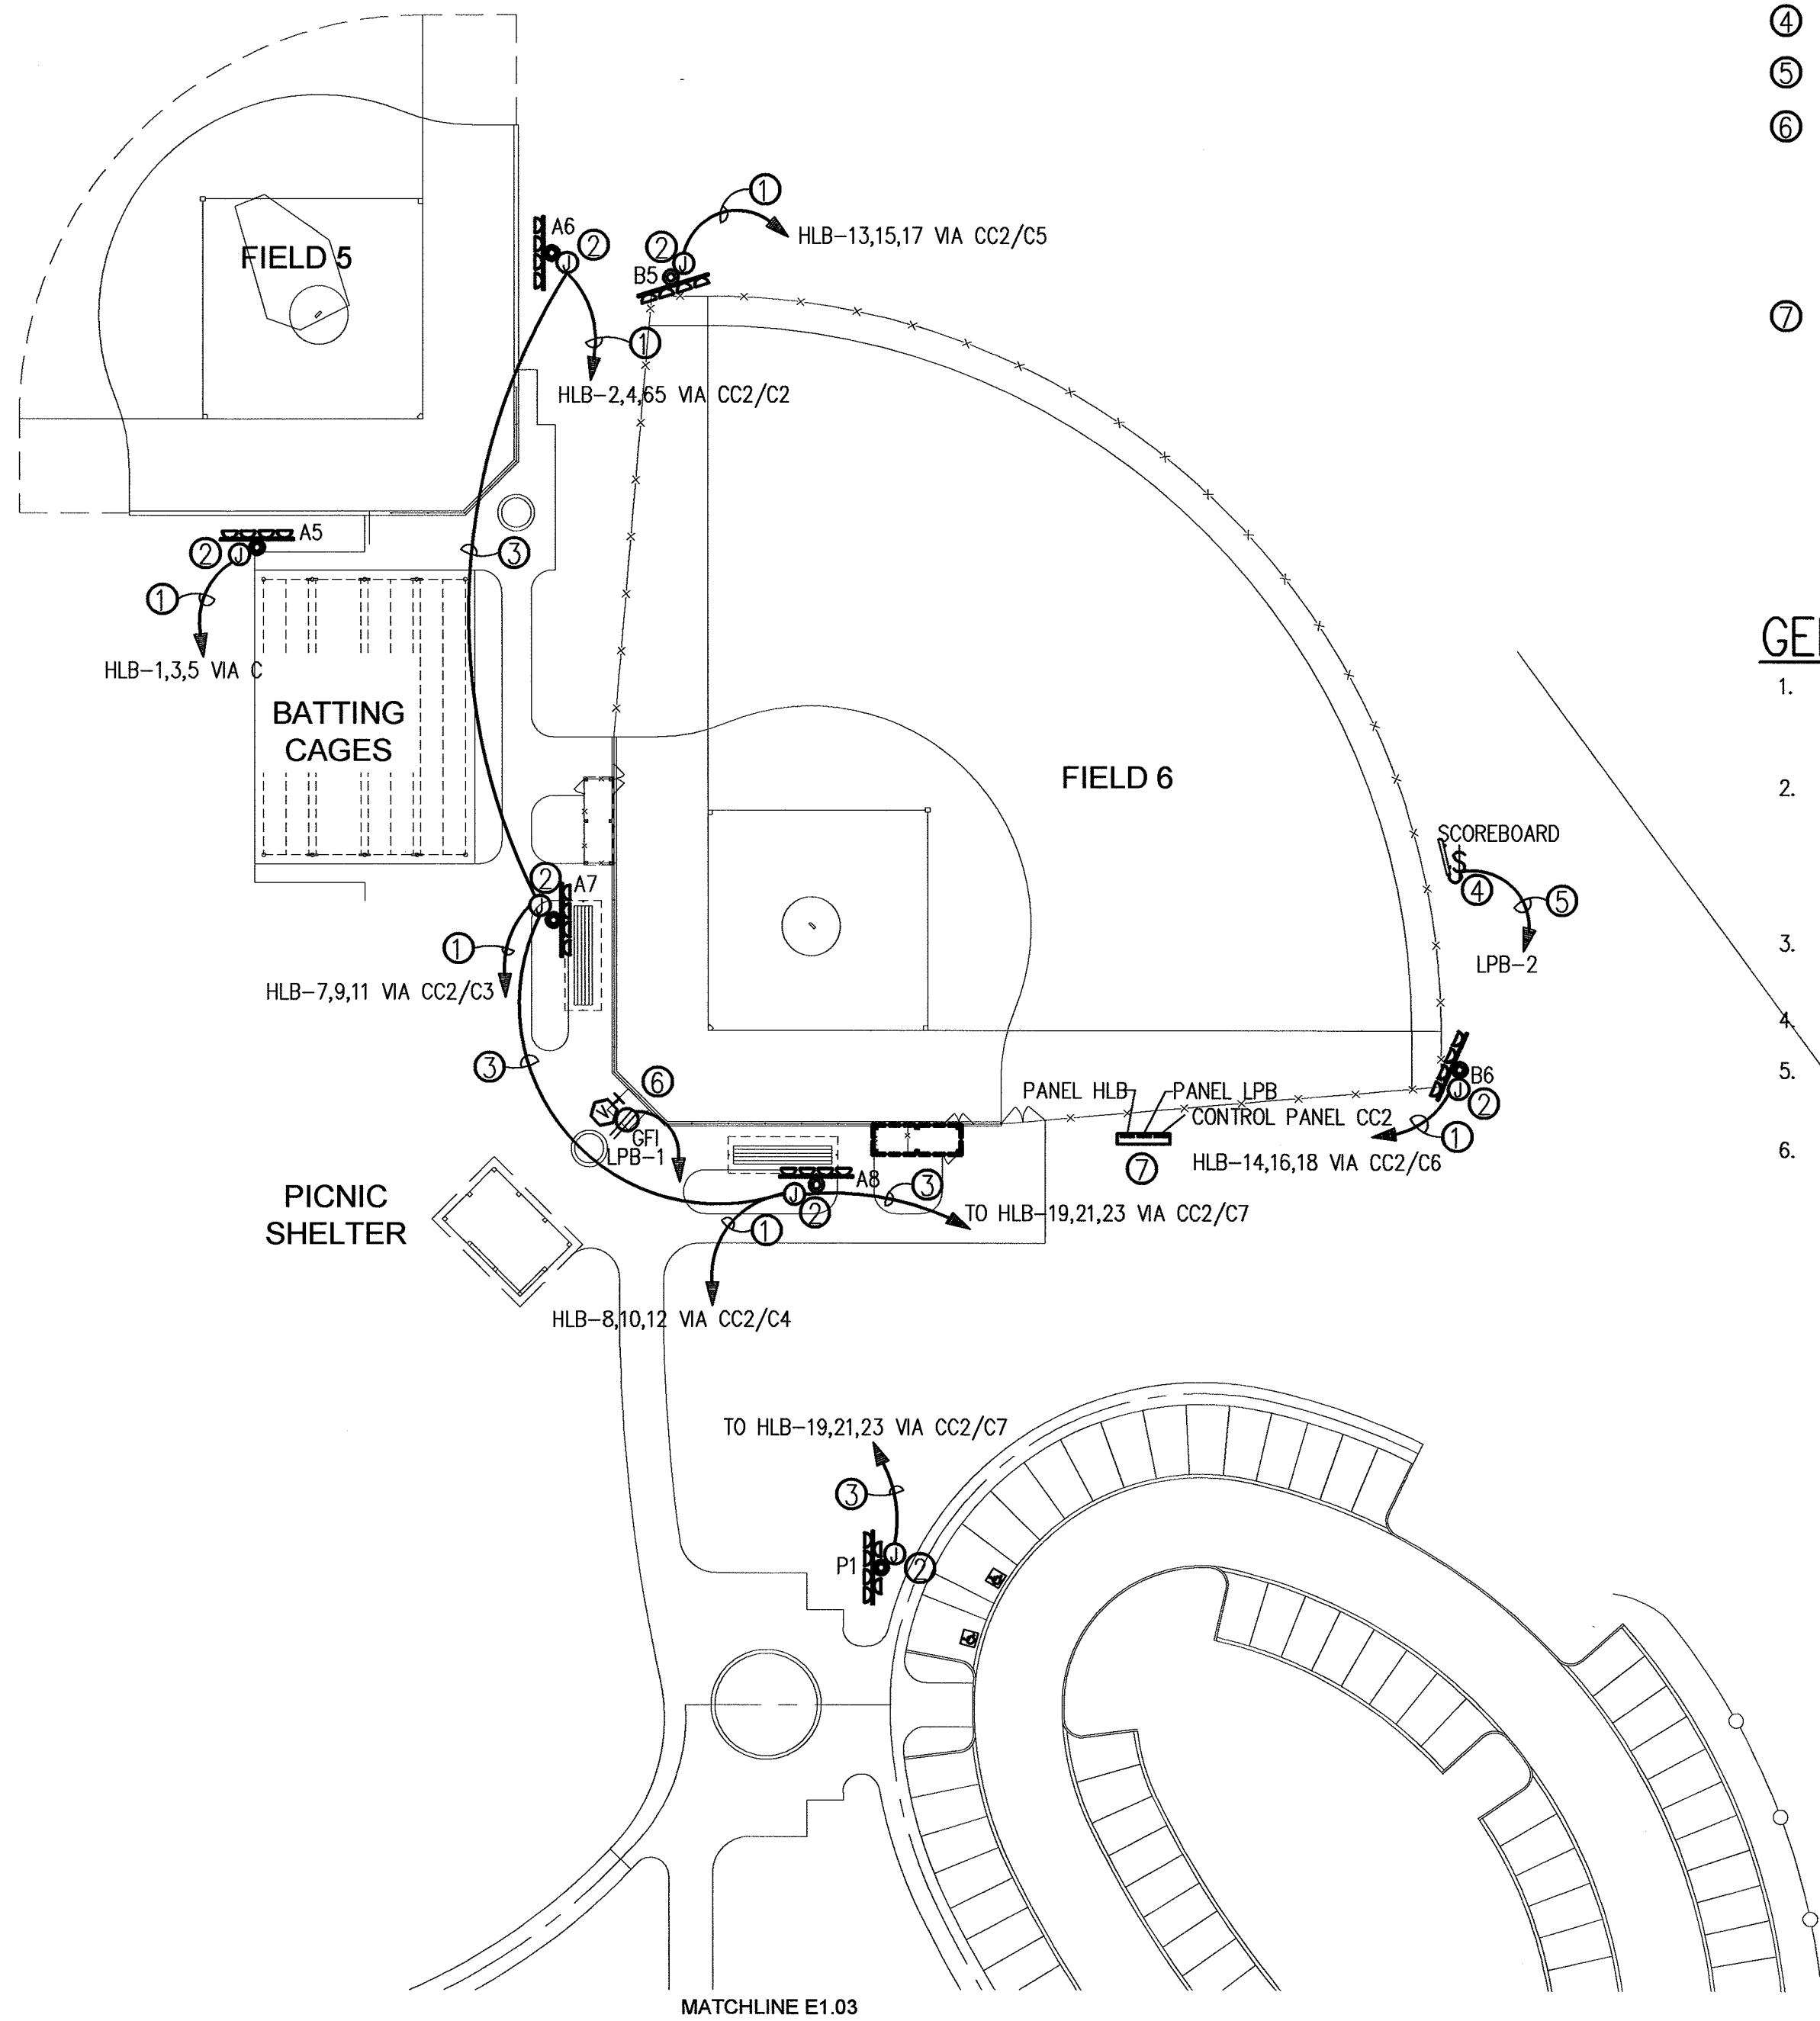 ④
⑤
⑥
①
A6
②
②
HLB-13,15,17 VIA CC2/C5
FIELD 5
J
J
B5
⑦
①
HLB-2,4,65 VIA CC2/C2
A5
②
J
③
①
GE
HLB-1,3,5 VIA C
1.
BATTING
CAGES
FIELD 6
2.
SCOREBOARD
$
②
A7
④
J
⑤
①
3.
LPB-2
HLB-7,9,11 VIA CC2/C3
4.
③
⑥
5.
B6
PANEL HLB
PANEL LPB
J
②
V
CONTROL PANEL CC2
GFI
①
LPB-1
6.
⑦
HLB-14,16,18 VIA CC2/C6
A8
③
PICNIC
SHELTER
J
②
TO HLB-19,21,23 VIA CC2/C7
①
HLB-8,10,12 VIA CC2/C4
TO HLB-19,21,23 VIA CC2/C7
③
P1
J
②
MATCHLINE E1.03